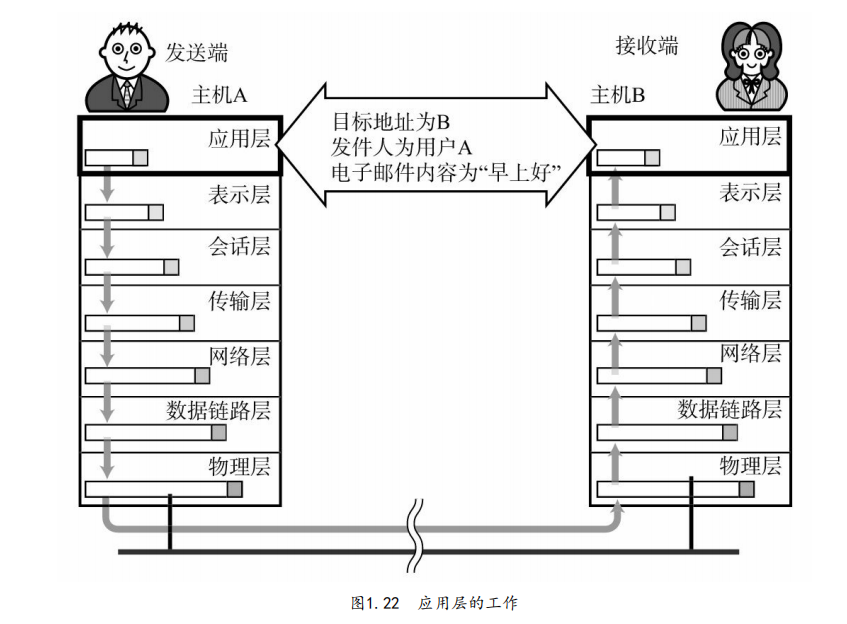 发送端
接收端
主机A
主机B
目标地址为B
发件人为用户A
电子邮件内容为“早上好”
应用层
表示层
会话层
传输层
网络层
数据链路层
物理层
应用层
表示层
会话层
传输层
网络层
数据链路层
物理层
图1.22 应用层的工作